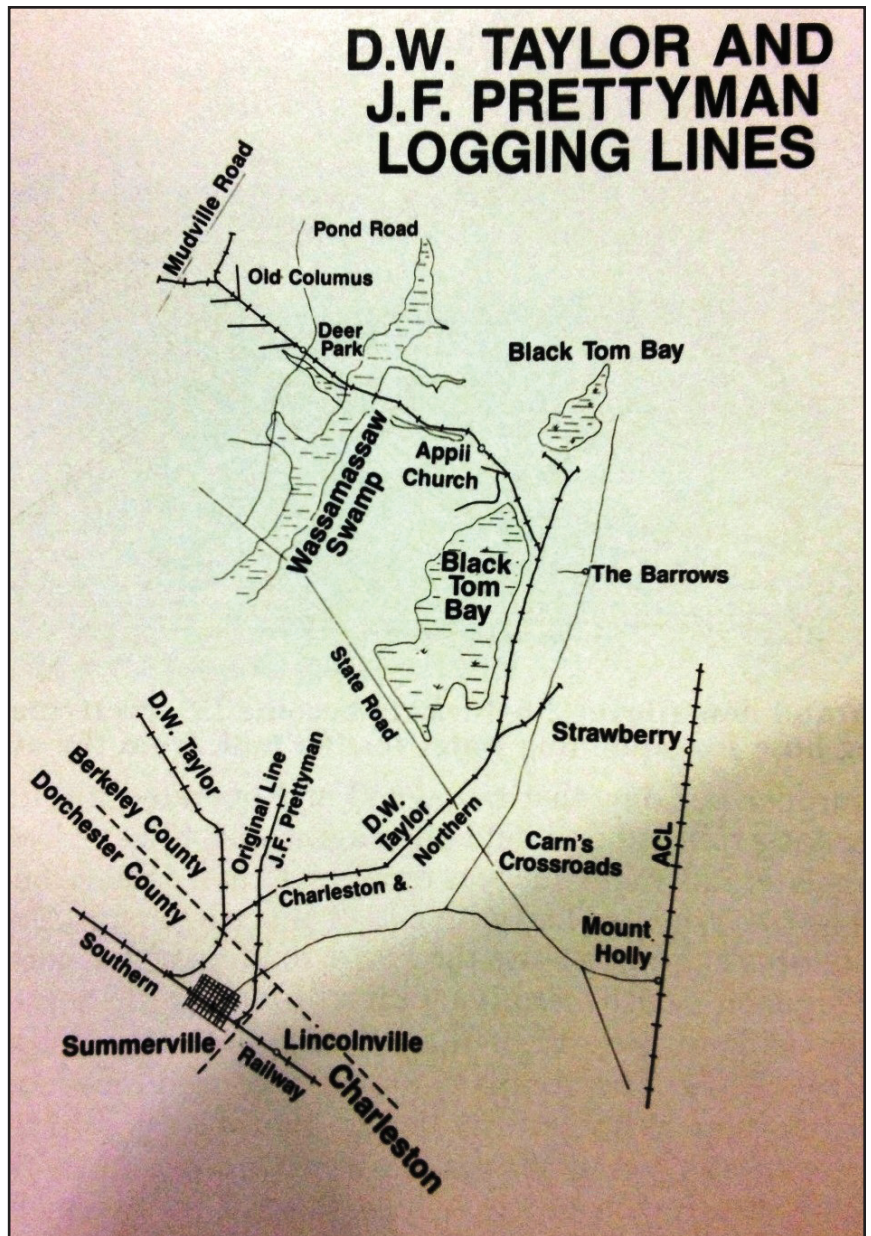 D.W. TAYLOR AND
J.F. PRETTYMAN
LOGGING LINES
Mudville Road
Pond Road
Old Columus
Deer
Park
Black Tom Bay
Wassamassaw
Swamp
Appii
Church
Black
Tom
Bay
The Barrows
State Road
Strawberry
D.W. Taylor
Berkeley County
Dorchester County
Original Line
J.F. Prettyman
D.W.
Taylor
Charleston &
Northern
Carn's
Crossroads
ACL
Mount
Holly
Southern
Railway
Summerville
Lincolnville
Charleston